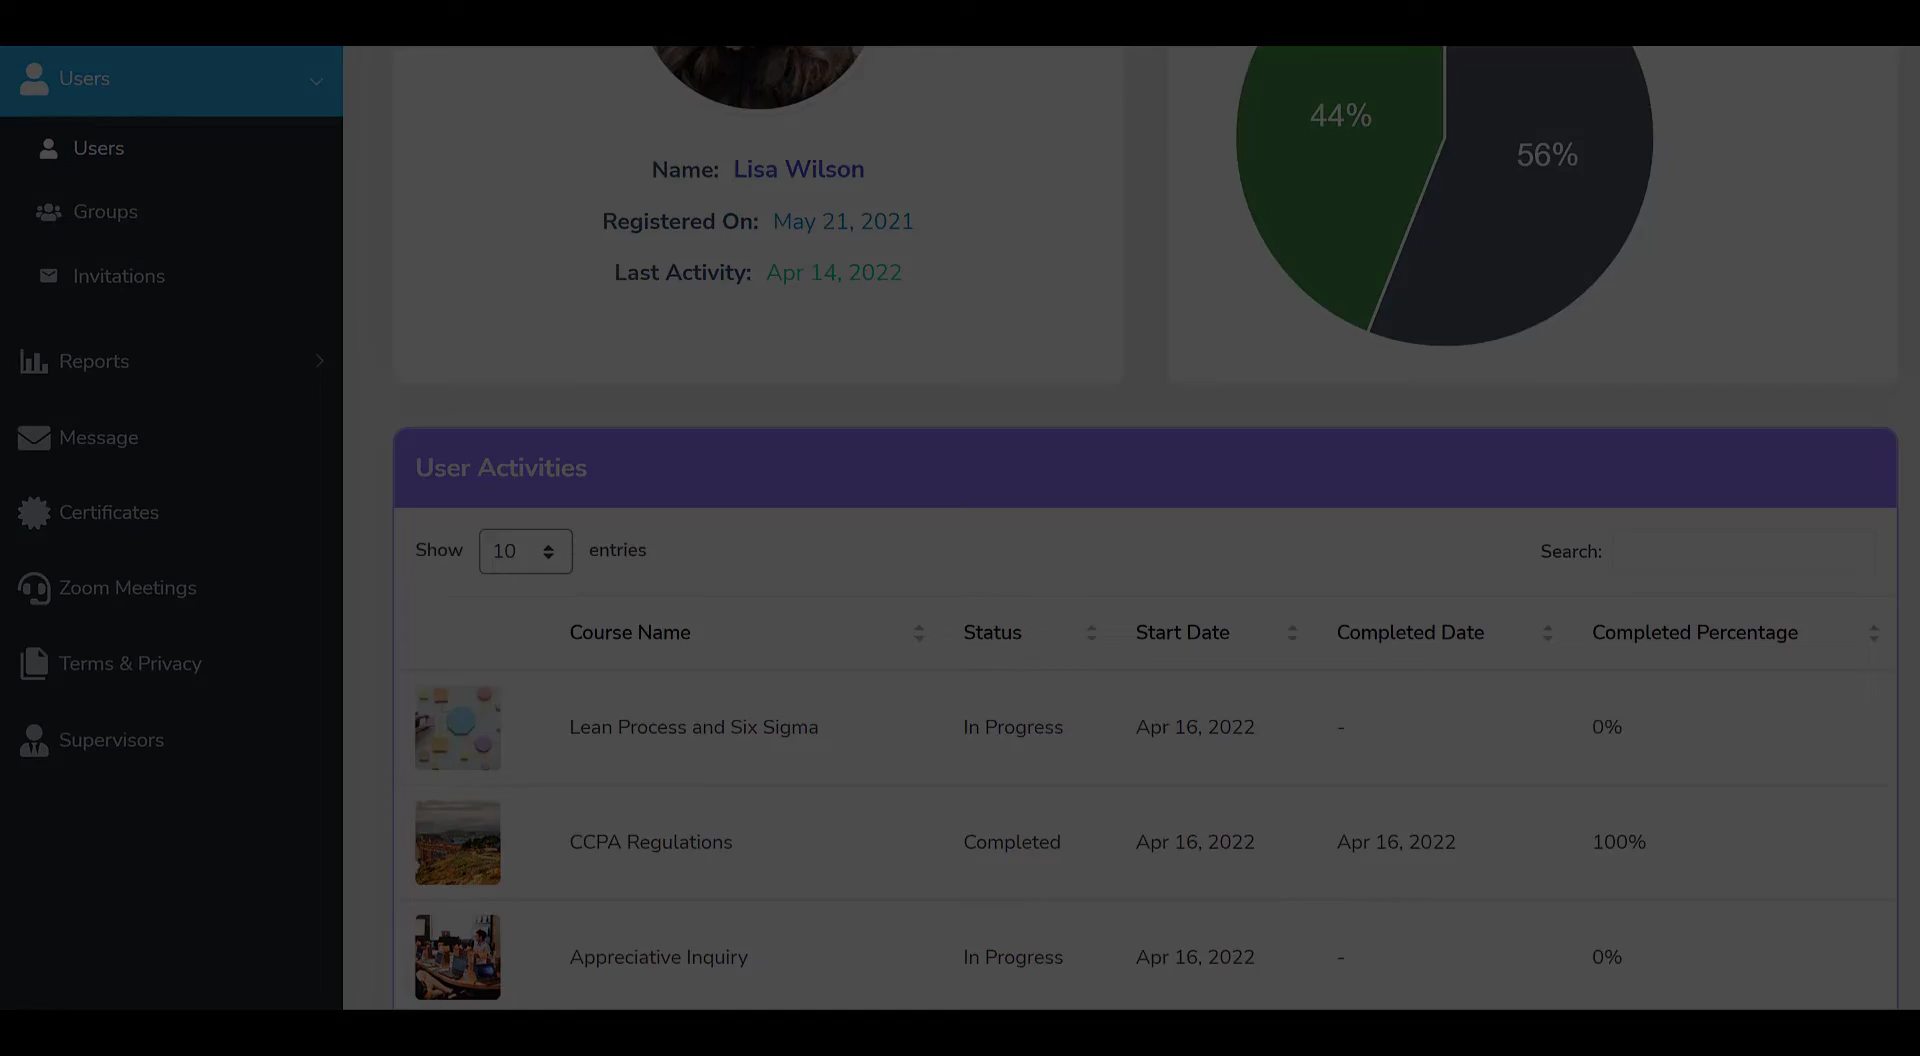 Users
Users
Groups
Invitations
Reports
Message
Certificates
Zoom Meetings
Terms & Privacy
Supervisors
Name: Lisa Wilson
Registered On: May 21, 2021
Last Activity: Apr 14, 2022
44%
56%
User Activities
Show 10 entries
Search:
Course Name Status Start Date Completed Date Completed Percentage
Lean Process and Six Sigma In Progress Apr 16, 2022 - 0%
CCPA Regulations Completed Apr 16, 2022 Apr 16, 2022 100%
Appreciative Inquiry In Progress Apr 16, 2022 - 0%